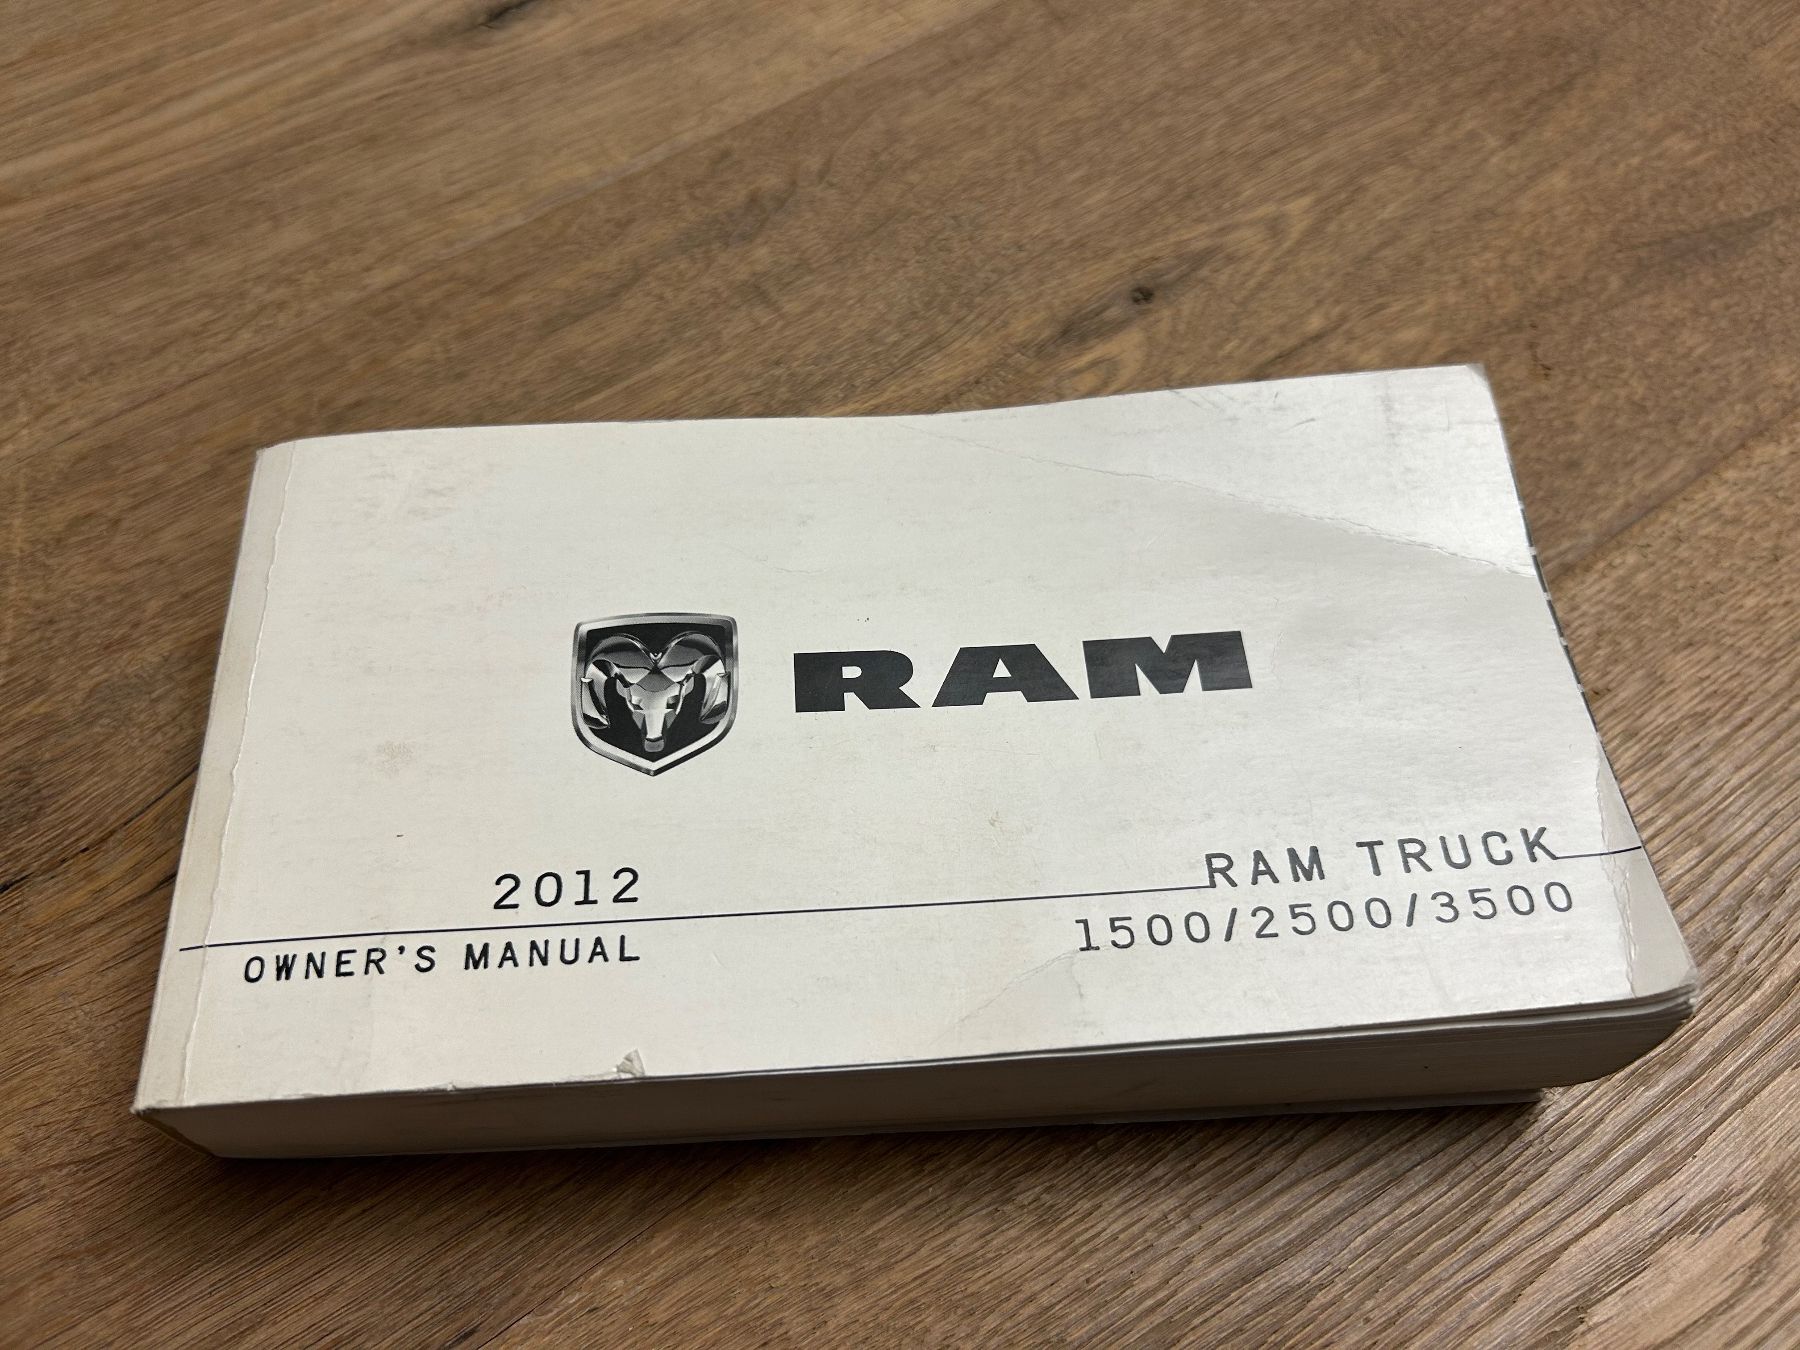 RAM
2012
OWNER'S MANUAL
RAM TRUCK
1500/2500/3500